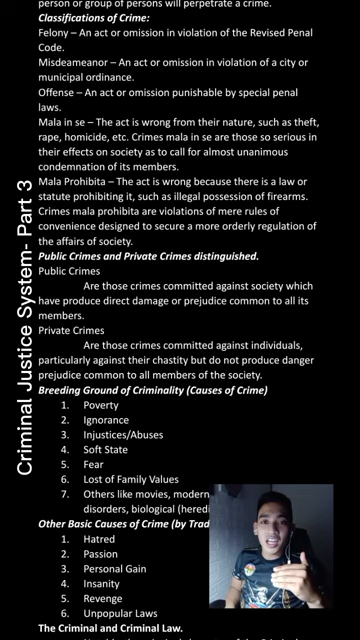 person or group of persons will perpetrate a crime.
Classifications of Crime:
Felony – An act or omission in violation of the Revised Penal
Code.
Misdemeanor – An act or omission in violation of a city or
municipal ordinance.
Offense – An act or omission punishable by special penal
laws.
Mala in se – The act is wrong from their nature, such as theft,
rape, homicide, etc. Crimes mala in se are those so serious in
their effects on society as to call for almost unanimous
condemnation of its members.
Mala Prohibita – The act is wrong because there is a law or
statute prohibiting it, such as illegal possession of firearms.
Crimes mala prohibita are violations of mere rules of
convenience designed to secure a more orderly regulation of
the affairs of society.
Public Crimes and Private Crimes distinguished.
Public Crimes
Are those crimes committed against society which
have produce direct damage or prejudice common to all its
members.
Private Crimes
Are those crimes committed against individuals,
particularly against their chastity but do not produce danger
prejudice common to all members of the society.
Breeding Ground of Criminality (Causes of Crime)
1. Poverty
2. Ignorance
3. Injustices/Abuses
4. Soft State
5. Fear
6. Lost of Family Values
7. Others like movies, modern
disorders, biological (heredi
Other Basic Causes of Crime (by Trad
1. Hatred
2. Passion
3. Personal Gain
4. Insanity
5. Revenge
6. Unpopular Laws
The Criminal and Criminal Law.
Criminal Justice System- Part 3